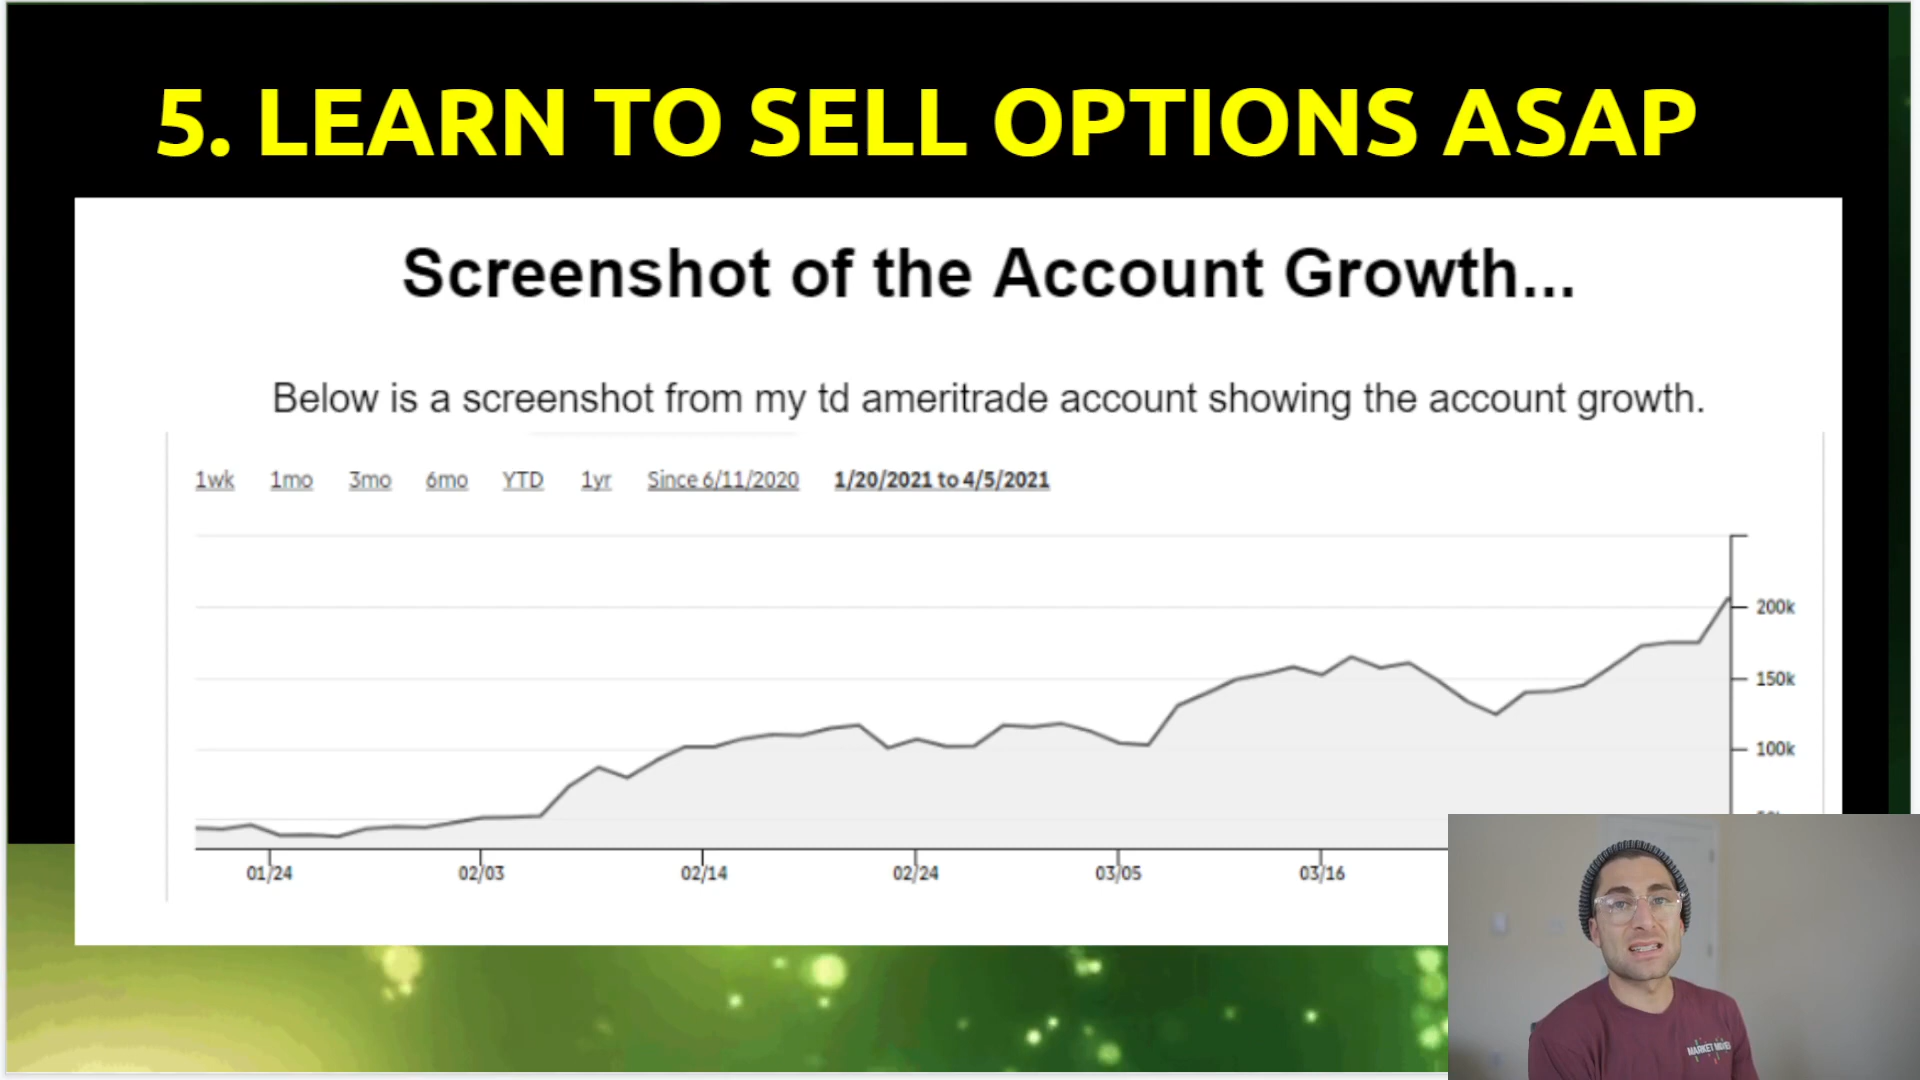 5. LEARN TO SELL OPTIONS ASAP
Screenshot of the Account Growth...
Below is a screenshot from my td ameritrade account showing the account growth.
1wk 1mo 3mo 6mo YTD 1yr Since 6/11/2020 1/20/2021 to 4/5/2021
200k
150k
100k
01/24 02/03 02/14 02/24 03/05 03/16
MARKET